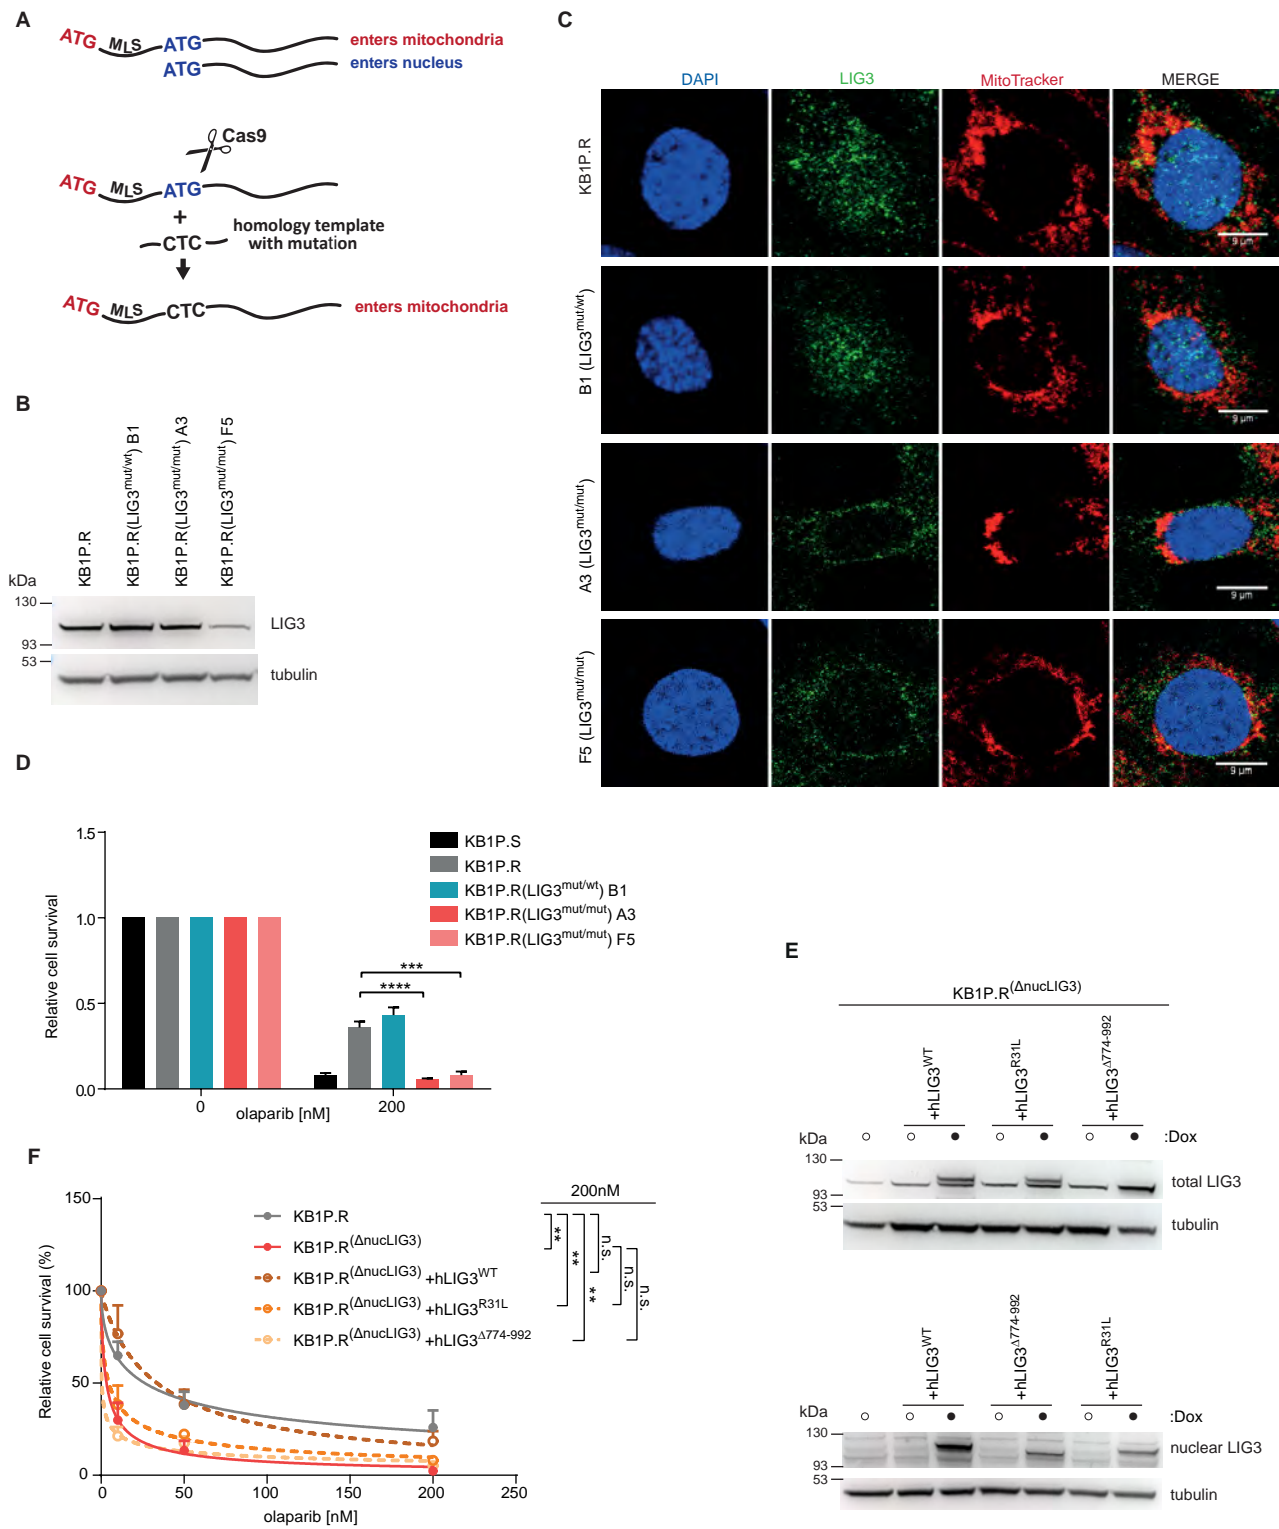 A
ATG MLS ATG enters mitochondria
ATG enters nucleus
Cas9
ATG MLS ATG
+
CTC homology template
with mutation
ATG MLS CTC enters mitochondria
B
KB1P.R
KB1P.R(LIG3mut/wt) B1
KB1P.R(LIG3mut/mut) A3
KB1P.R(LIG3mut/mut) F5
kDa
130
LIG3
93
53
tubulin
C
DAPI LIG3 MitoTracker MERGE
KB1P.R
9 µm
B1 (LIG3mut/wt)
9 µm
A3 (LIG3mut/mut)
9 µm
F5 (LIG3mut/mut)
9 µm
D
Relative cell survival
1.5
1.0
0.5
0.0
KB1P.S
KB1P.R
KB1P.R(LIG3mut/wt) B1
KB1P.R(LIG3mut/mut) A3
KB1P.R(LIG3mut/mut) F5
***
****
0 200
olaparib [nM]
E
KB1P.R(ΔnucLIG3)
+hLIG3WT
+hLIG3R31L
+hLIG3Δ774-992
kDa :Dox
130
total LIG3
93
53
tubulin
+hLIG3WT
+hLIG3Δ774-992
+hLIG3R31L
kDa :Dox
130
nuclear LIG3
93
53
tubulin
F
Relative cell survival (%)
150
100
50
0
KB1P.R
KB1P.R(ΔnucLIG3)
KB1P.R(ΔnucLIG3) +hLIG3WT
KB1P.R(ΔnucLIG3) +hLIG3R31L
KB1P.R(ΔnucLIG3) +hLIG3Δ774-992
200nM
**
**
**
n.s.
n.s.
n.s.
0 50 100 150 200 250
olaparib [nM]